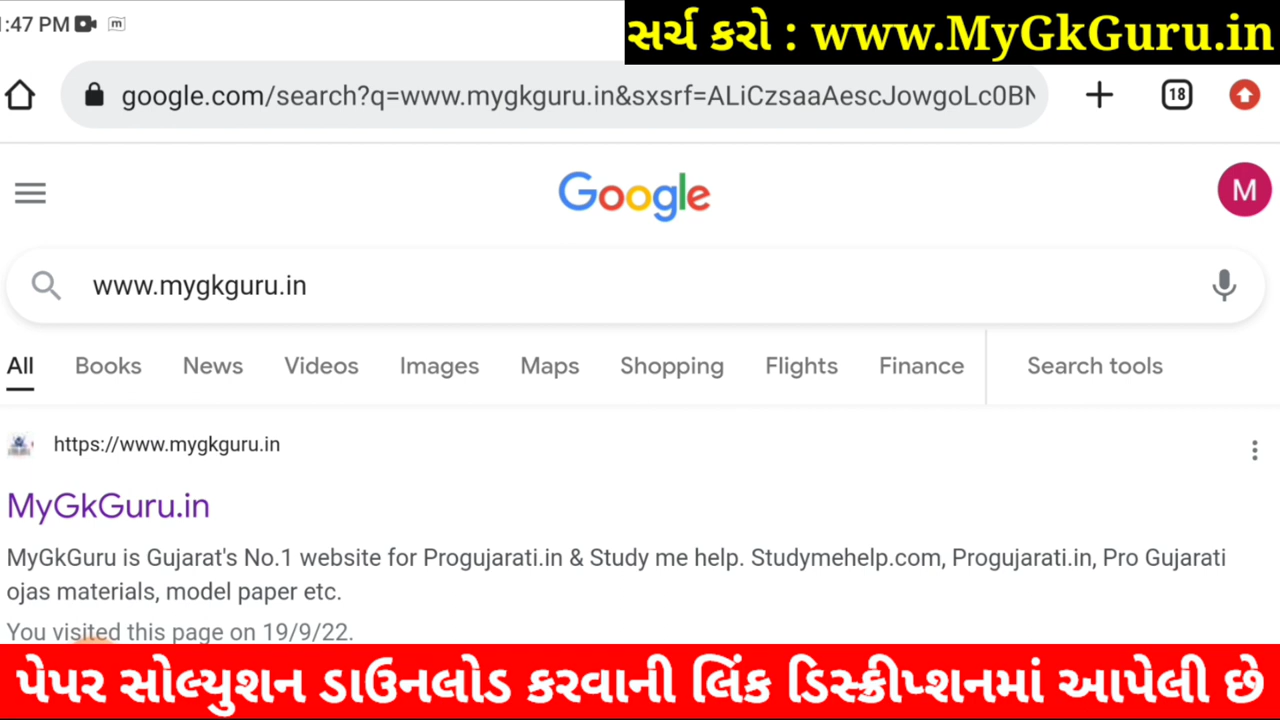 :47 PM
સર્ચ કરો : www.MyGkGuru.in
google.com/search?q=www.mygkguru.in&sxsrf=ALiCzsaaAescJowgoLc0BN
18
Google
M
www.mygkguru.in
All Books News Videos Images Maps Shopping Flights Finance Search tools
https://www.mygkguru.in
MyGkGuru.in
MyGkGuru is Gujarat's No.1 website for Progujarati.in & Study me help. Studymehelp.com, Progujarati.in, Pro Gujarati
ojas materials, model paper etc.
You visited this page on 19/9/22.
પેપર સોલ્યુશન ડાઉનલોડ કરવાની લિંક ડિસ્ક્રીપ્શનમાં આપેલી છે